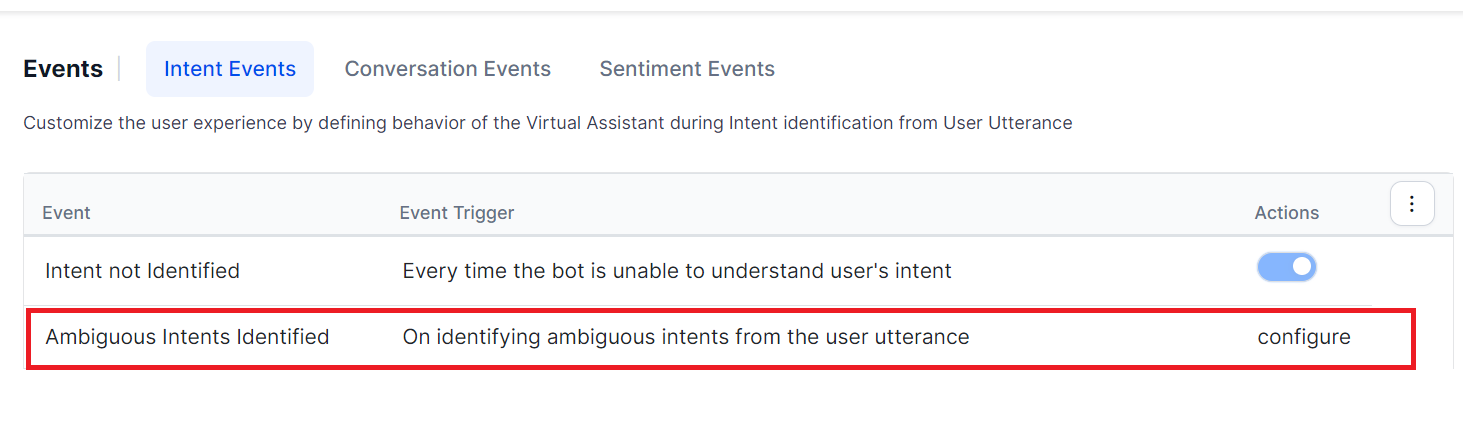 Events | Intent Events Conversation Events Sentiment Events
Customize the user experience by defining behavior of the Virtual Assistant during Intent identification from User Utterance
Event Event Trigger Actions
Intent not Identified Every time the bot is unable to understand user's intent
Ambiguous Intents Identified On identifying ambiguous intents from the user utterance configure